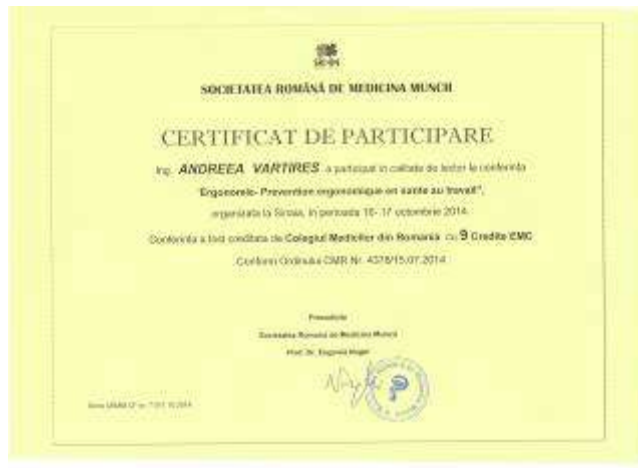 SOCIETATEA ROMÂNĂ DE MEDICINA MUNCII
CERTIFICAT DE PARTICIPARE
Ing. ANDREEA VARTIRES a participat in calitate de lector la conferinta
"Ergonomie- Prevention ergonomique en sante au travail",
organizata la Sinaia, in perioada 16- 17 octombrie 2014.
Conferinta a fost creditata de Colegiul Medicilor din Romania cu 9 Credite EMC
Conform Ordinului CMR Nr. 4378/15.07.2014
Presedinte
Societatea Romana de Medicina Muncii
Prof. Dr. Eugenia Naghi